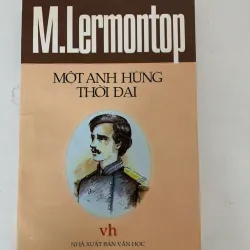 M.Lermontop
MỘT ANH HÙNG
THỜI ĐẠI
vh
NHÀ XUẤT BẢN VĂN HỌC